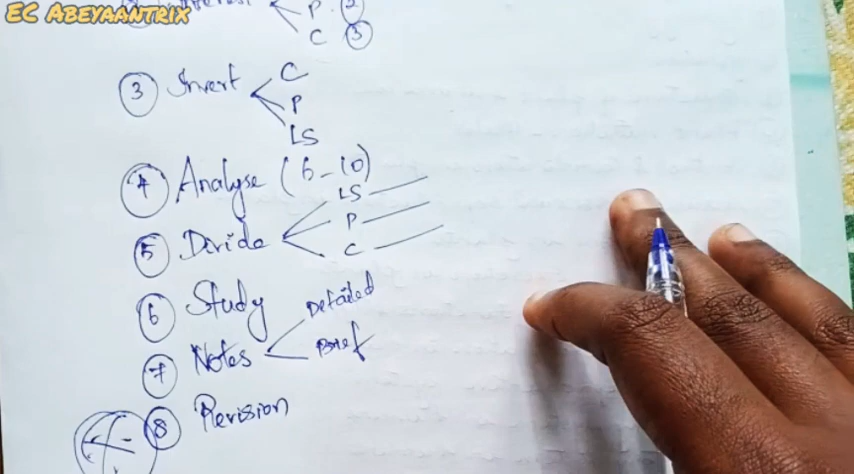 EC ABEYAANTRIX
P. ②
C ③
③ Invert C
P
LS
④ Analyse (6-10)
⑤ Divide LS
P
C
⑥ Study
⑦ Notes Detailed
Brief
⑧ Revision